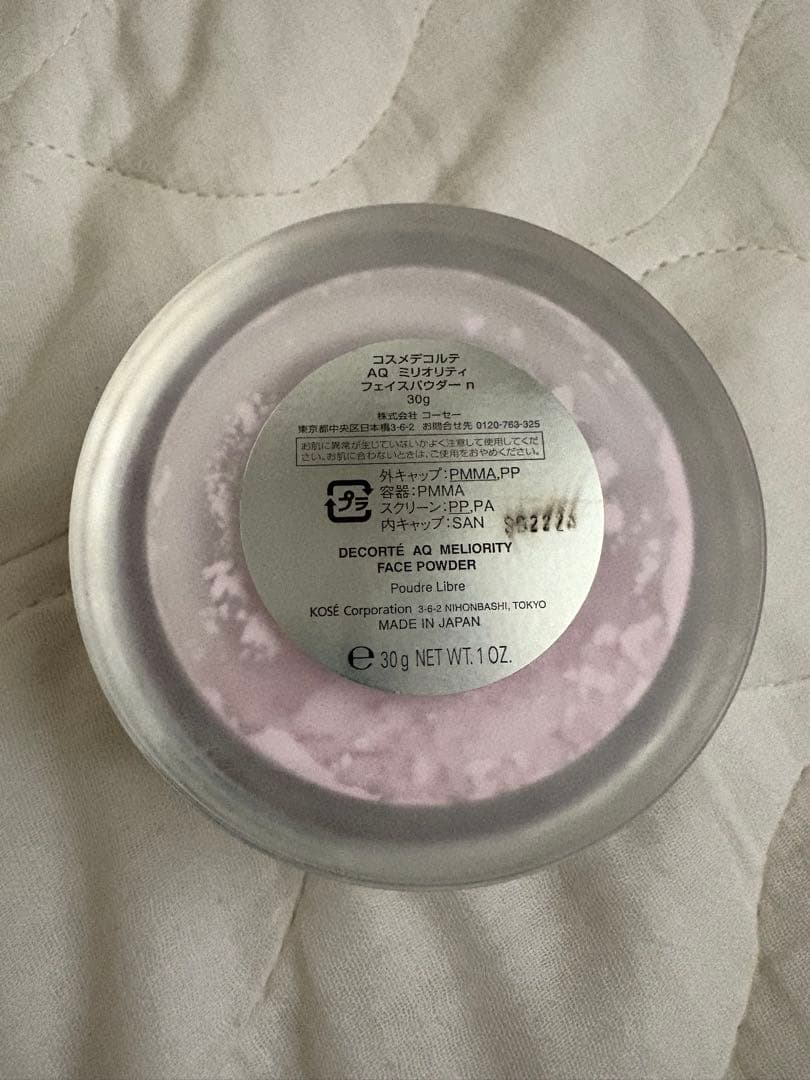 コスメデコルテ
AQ ミリオリティ
フェイスパウダー n
30g
株式会社 コーセー
東京都中央区日本橋3-6-2 お問合せ先 0120-763-325
お肌に異常が生じていないかよく注意して使用してくだ
さい。お肌に合わないときは、ご使用をおやめください。
外キャップ:PMMA,PP
プラ 容器:PMMA
スクリーン:PP,PA
内キャップ:SAN
DECORTÉ AQ MELIORITY
FACE POWDER
Poudre Libre
KOSÉ Corporation 3-6-2 NIHONBASHI, TOKYO
MADE IN JAPAN
℮ 30g NET WT. 1 OZ.